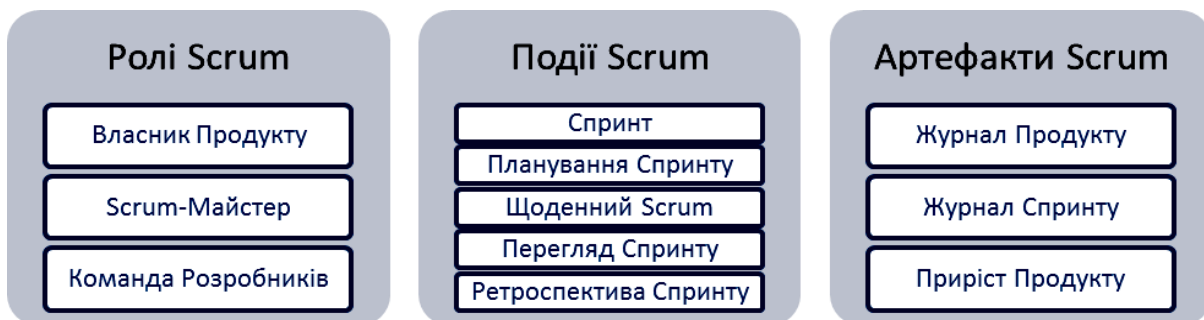 Ролі Scrum
Власник Продукту
Scrum-Майстер
Команда Розробників
Події Scrum
Спринт
Планування Спринту
Щоденний Scrum
Перегляд Спринту
Ретроспектива Спринту
Артефакти Scrum
Журнал Продукту
Журнал Спринту
Приріст Продукту